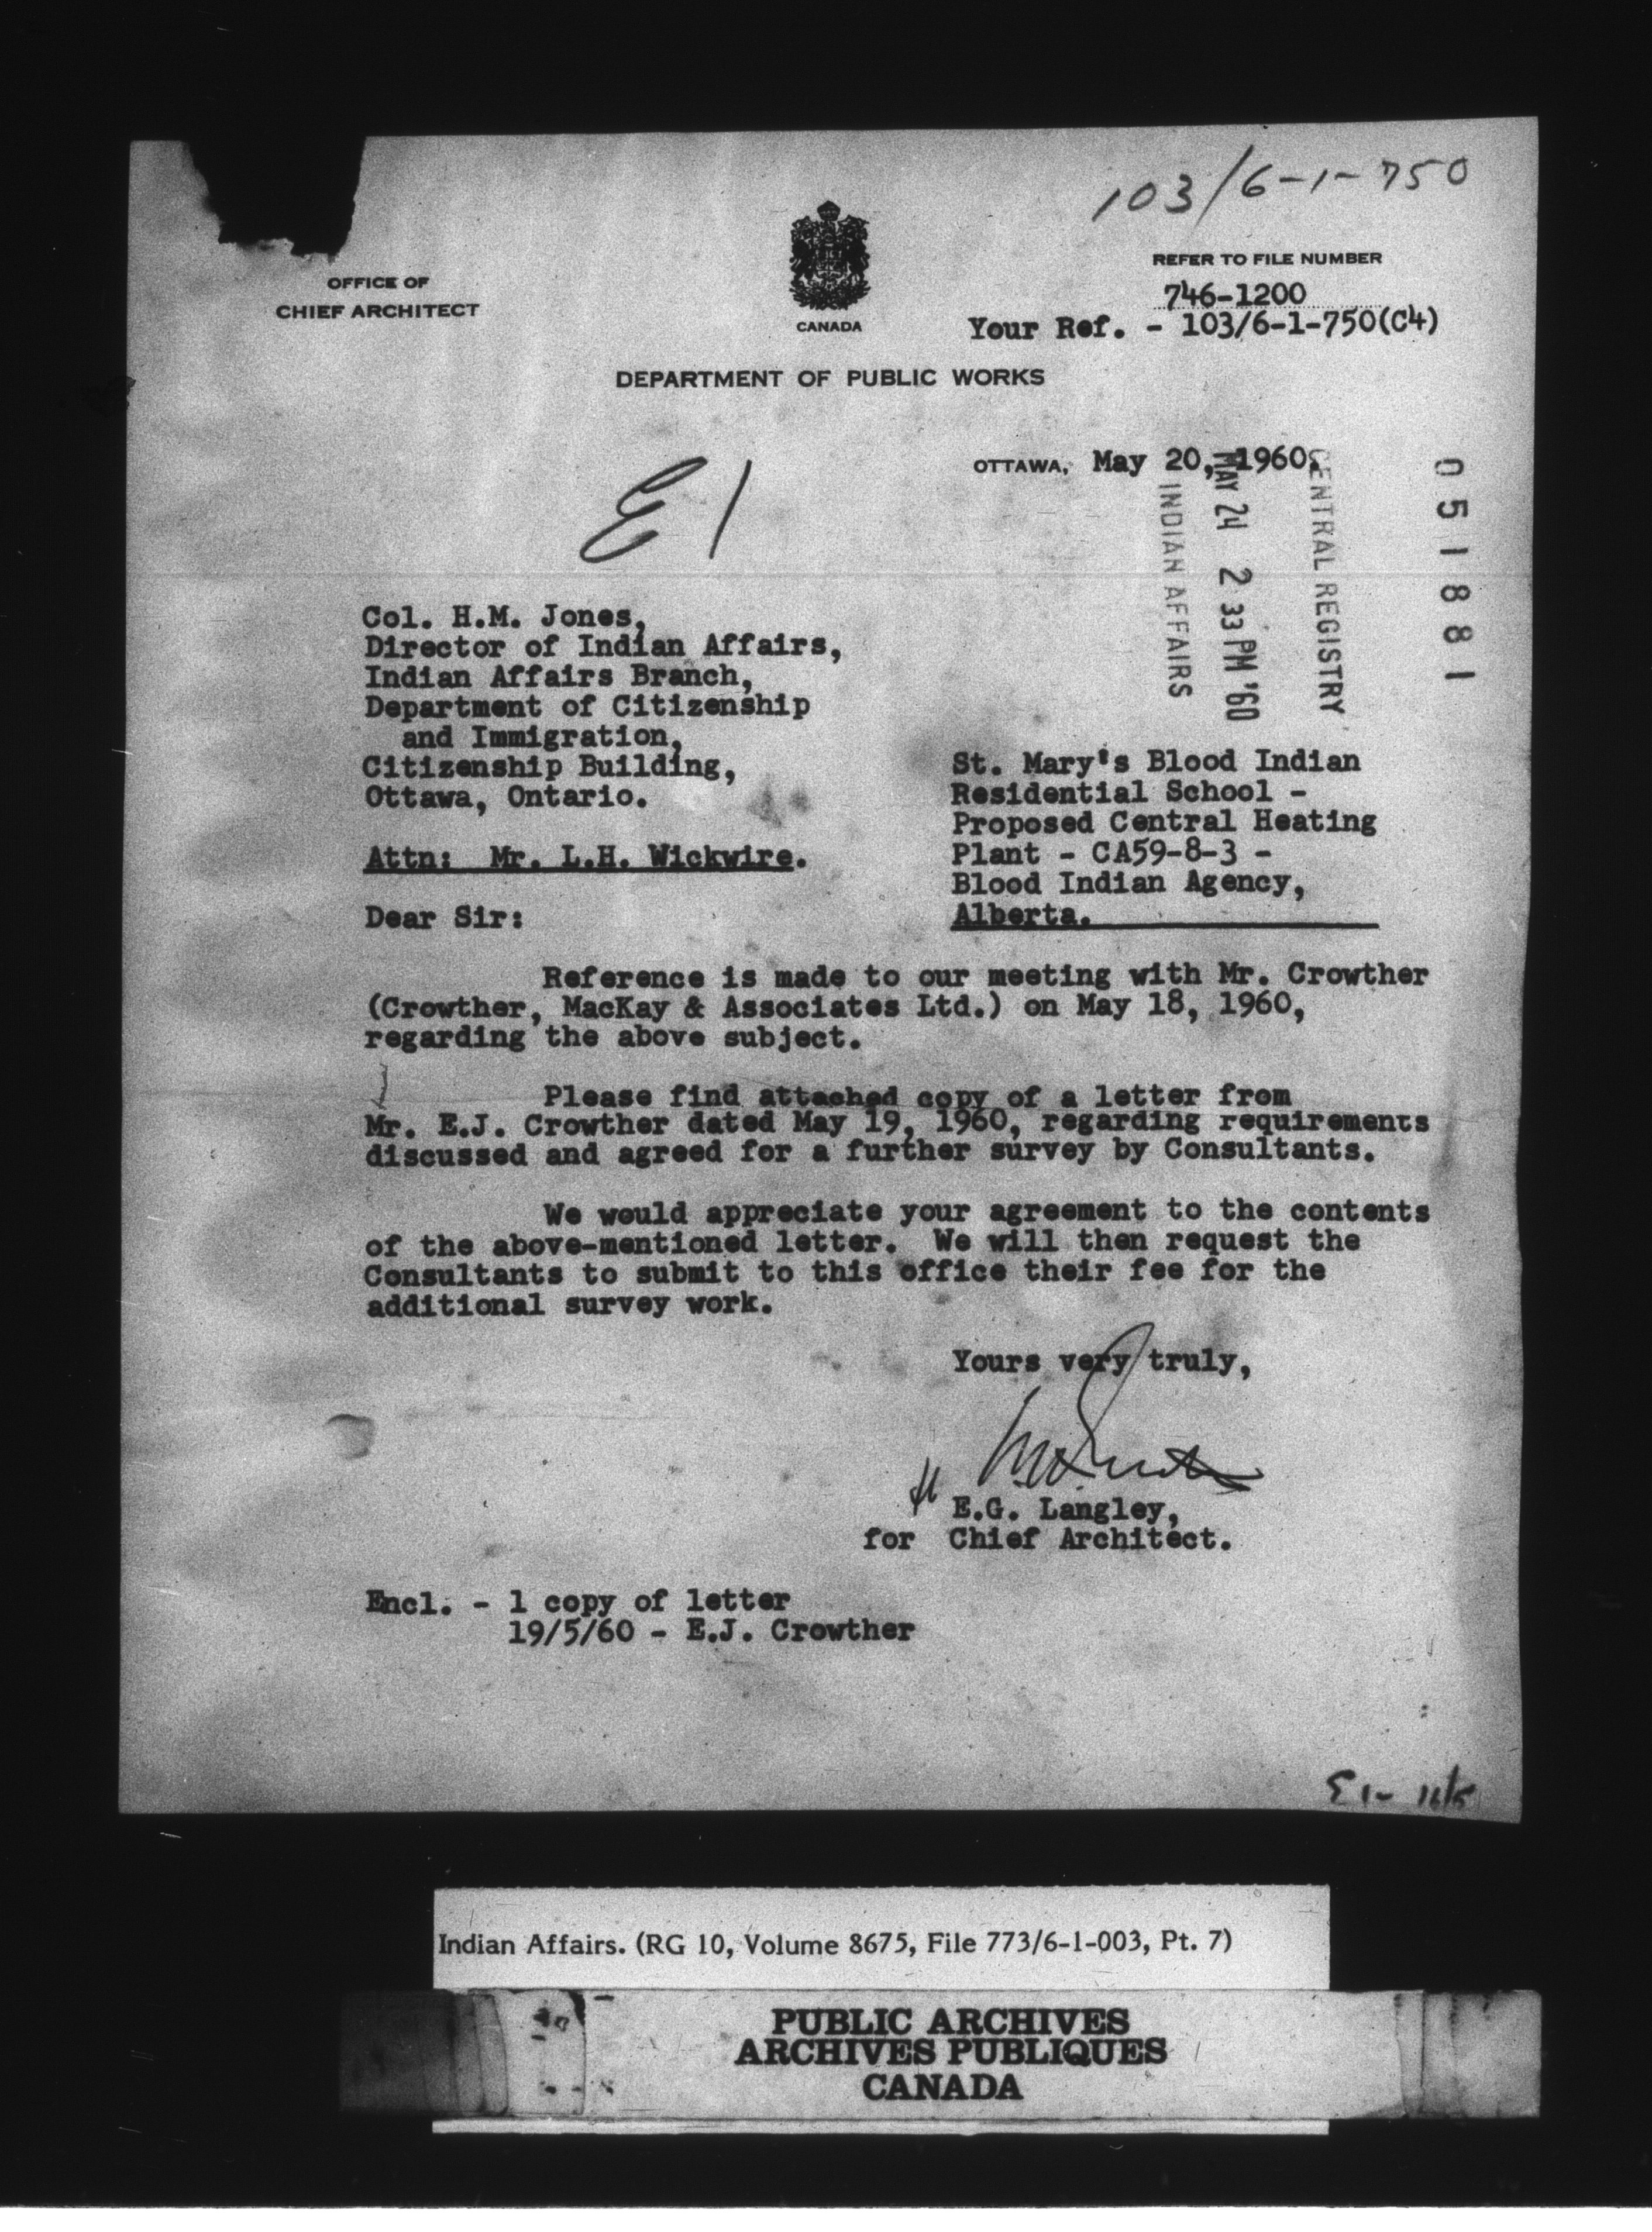 103/6-1-750
OFFICE OF
CHIEF ARCHITECT
CANADA
REFER TO FILE NUMBER
746-1200
Your Ref. - 103/6-1-750(C4)
DEPARTMENT OF PUBLIC WORKS
OTTAWA, May 20, 1960.
E1
INDIAN AFFAIRS
MAY 24 2 33 PM '60
CENTRAL REGISTRY
051881
Col. H.M. Jones,
Director of Indian Affairs,
Indian Affairs Branch,
Department of Citizenship
and Immigration,
Citizenship Building,
Ottawa, Ontario.
Attn: Mr. L.H. Wickwire.
St. Mary's Blood Indian
Residential School -
Proposed Central Heating
Plant - CA59-8-3 -
Blood Indian Agency,
Alberta.
Dear Sir:
Reference is made to our meeting with Mr. Crowther
(Crowther, MacKay & Associates Ltd.) on May 18, 1960,
regarding the above subject.
Please find attached copy of a letter from
Mr. E.J. Crowther dated May 19, 1960, regarding requirements
discussed and agreed for a further survey by Consultants.
We would appreciate your agreement to the contents
of the above-mentioned letter. We will then request the
Consultants to submit to this office their fee for the
additional survey work.
Yours very truly,
E.G. Langley,
for Chief Architect.
Encl. - 1 copy of letter
19/5/60 - E.J. Crowther
E1-
Indian Affairs. (RG 10, Volume 8675, File 773/6-1-003, Pt. 7)
PUBLIC ARCHIVES
ARCHIVES PUBLIQUES
CANADA